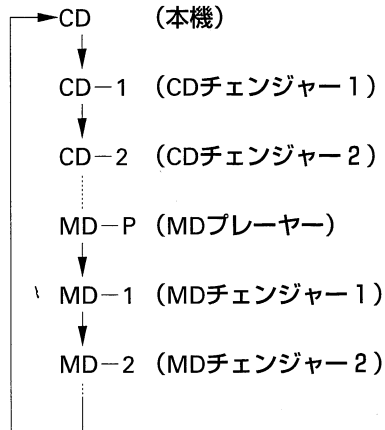 CD （本機）
CD－1 （CDチェンジャー1）
CD－2 （CDチェンジャー2）
MD－P （MDプレーヤー）
MD－1 （MDチェンジャー1）
MD－2 （MDチェンジャー2）